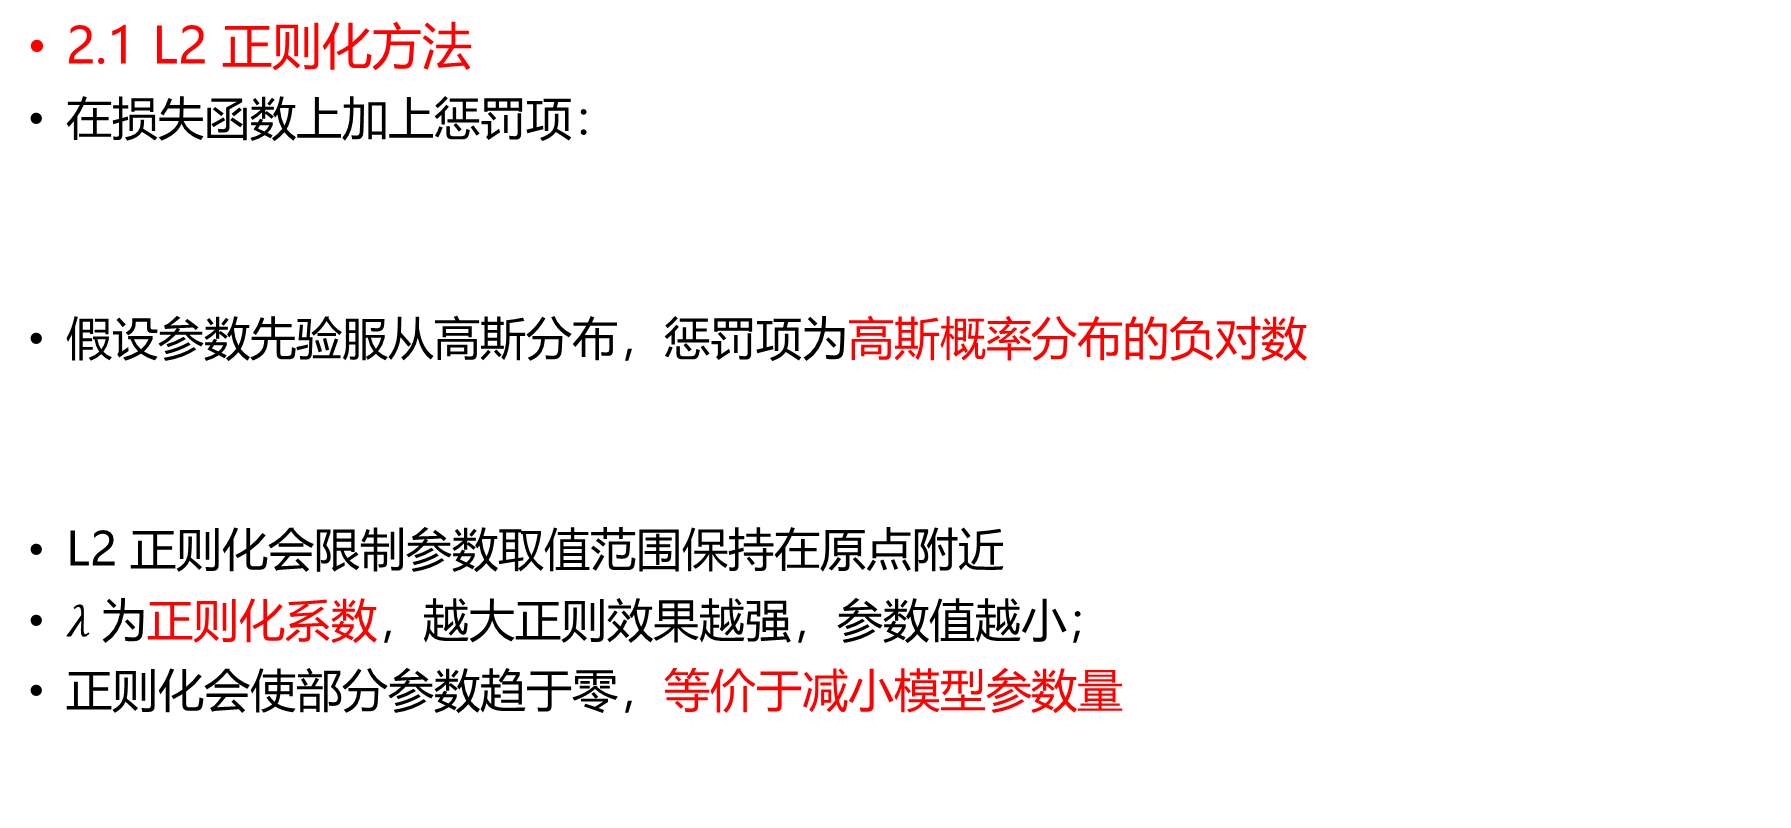 • 2.1 L2 正则化方法
• 在损失函数上加上惩罚项：
• 假设参数先验服从高斯分布，惩罚项为高斯概率分布的负对数
• L2 正则化会限制参数取值范围保持在原点附近
• λ 为正则化系数，越大正则效果越强，参数值越小；
• 正则化会使部分参数趋于零，等价于减小模型参数量